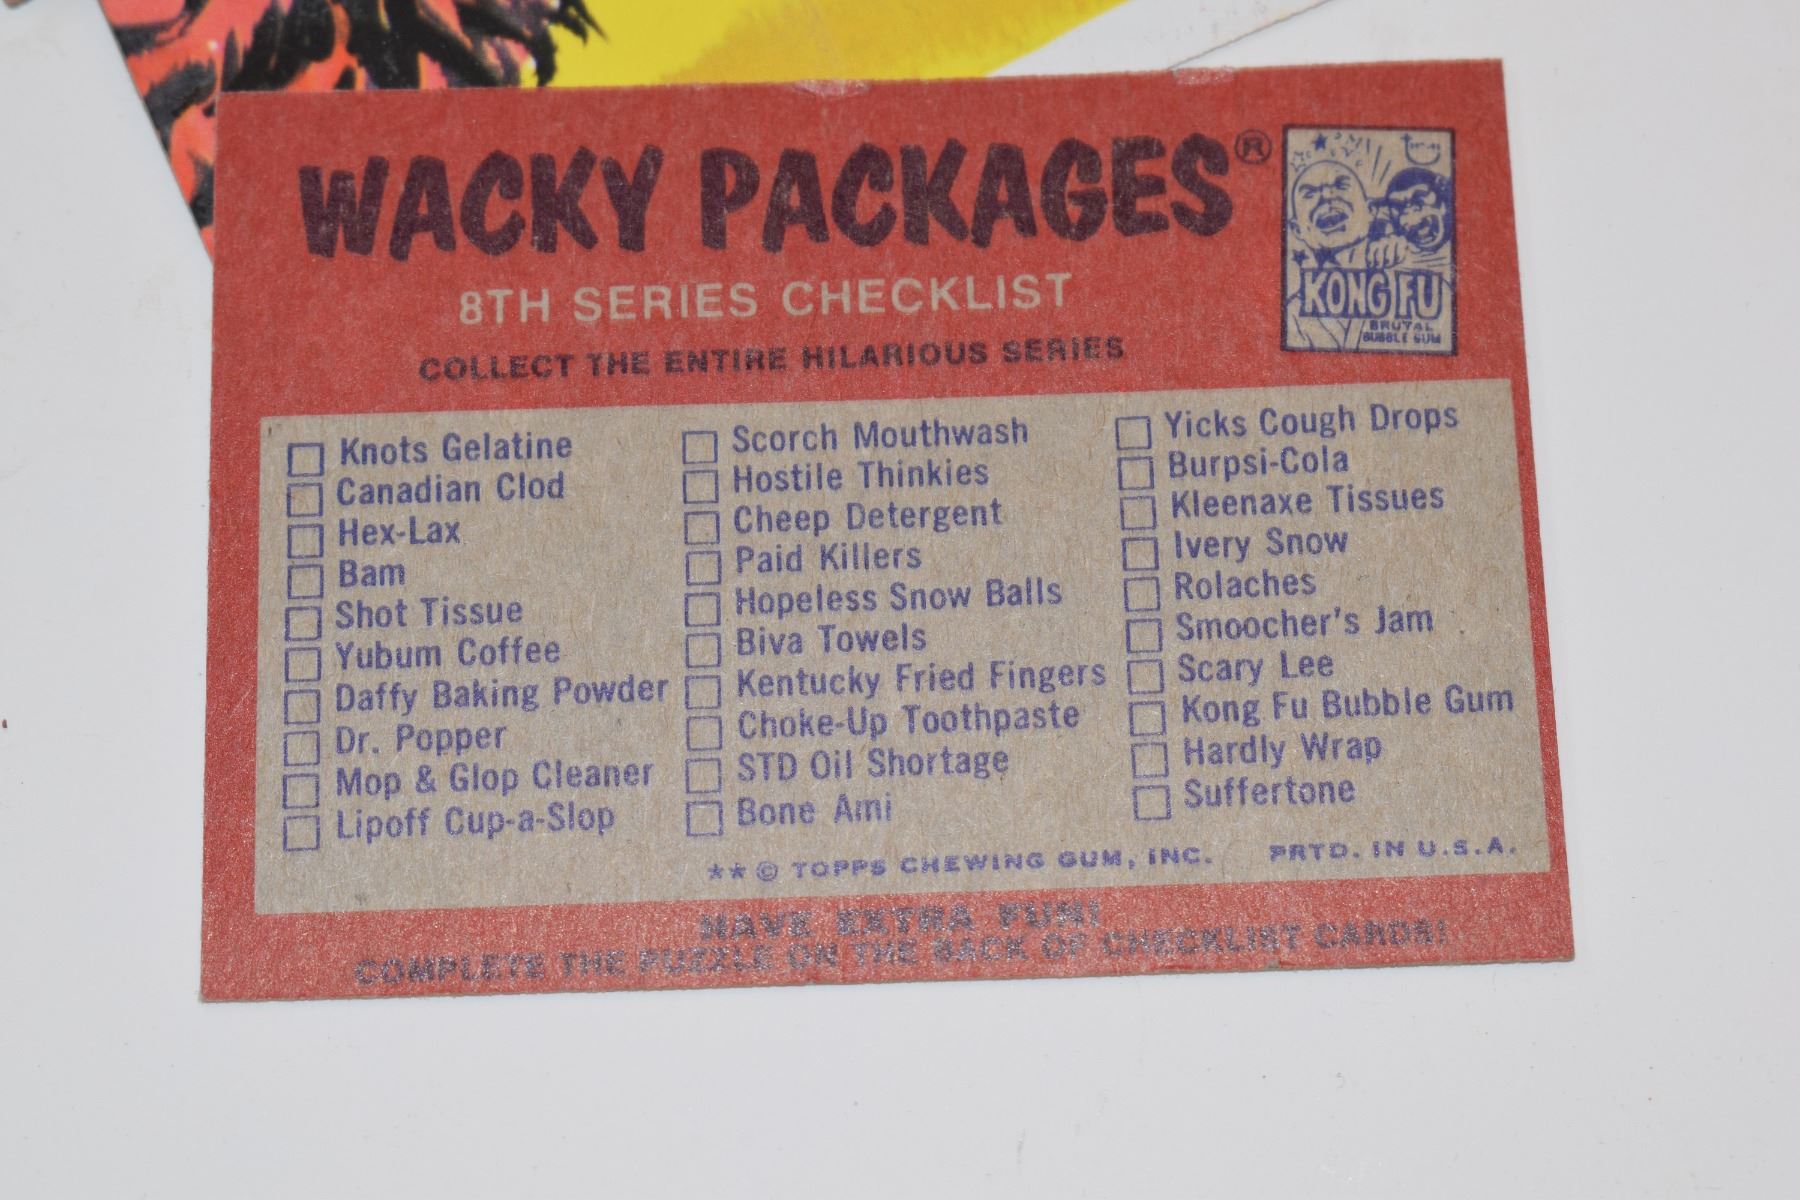 WACKY PACKAGES®
8TH SERIES CHECKLIST
COLLECT THE ENTIRE HILARIOUS SERIES
KONG FU
BRUTAL
BUBBLE GUM
Knots Gelatine
Canadian Clod
Hex-Lax
Bam
Shot Tissue
Yubum Coffee
Daffy Baking Powder
Dr. Popper
Mop & Glop Cleaner
Lipoff Cup-a-Slop
Scorch Mouthwash
Hostile Thinkies
Cheep Detergent
Paid Killers
Hopeless Snow Balls
Biva Towels
Kentucky Fried Fingers
Choke-Up Toothpaste
STD Oil Shortage
Bone Ami
Yicks Cough Drops
Burpsi-Cola
Kleenaxe Tissues
Ivery Snow
Rolaches
Smoocher's Jam
Scary Lee
Kong Fu Bubble Gum
Hardly Wrap
Suffertone
** © TOPPS CHEWING GUM, INC. PRTD. IN U.S.A.
HAVE EXTRA FUN!
COMPLETE THE PUZZLE ON THE BACK OF CHECKLIST CARDS!